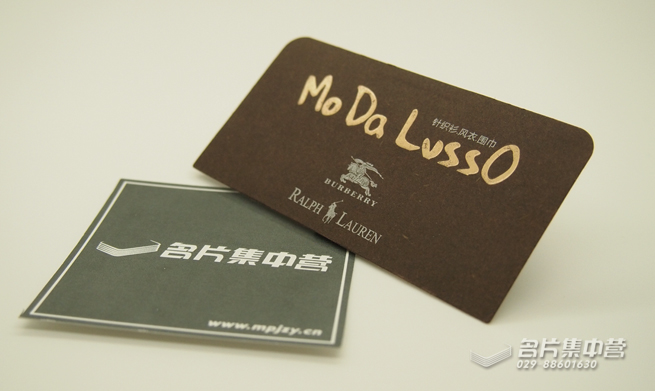 Mo Da LussO
针织衫.风衣.围巾
BURBERRY
RALPH LAUREN
名片集中营
www.mpjzy.cn
名片集中营
029-88601630